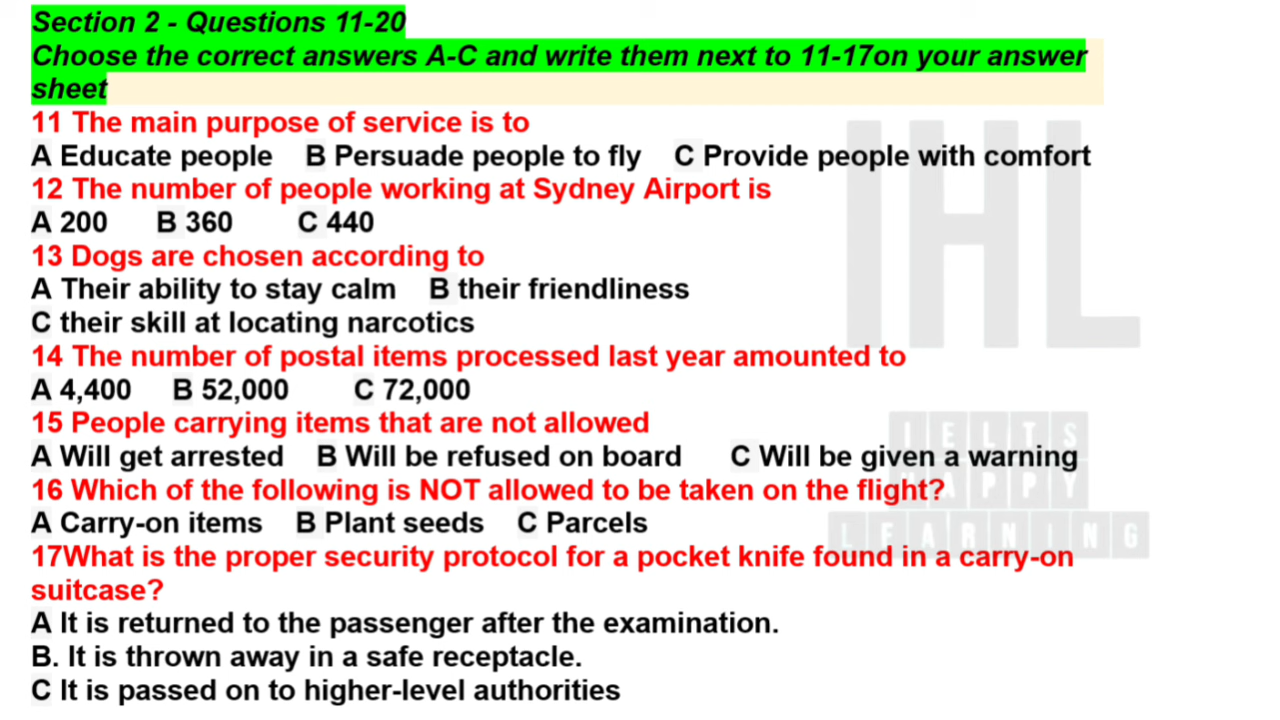 Section 2 - Questions 11-20
Choose the correct answers A-C and write them next to 11-17on your answer
sheet
11 The main purpose of service is to
A Educate people B Persuade people to fly C Provide people with comfort
12 The number of people working at Sydney Airport is
A 200 B 360 C 440
13 Dogs are chosen according to
A Their ability to stay calm B their friendliness
C their skill at locating narcotics
14 The number of postal items processed last year amounted to
A 4,400 B 52,000 C 72,000
15 People carrying items that are not allowed
A Will get arrested B Will be refused on board C Will be given a warning
16 Which of the following is NOT allowed to be taken on the flight?
A Carry-on items B Plant seeds C Parcels
17What is the proper security protocol for a pocket knife found in a carry-on
suitcase?
A It is returned to the passenger after the examination.
B. It is thrown away in a safe receptacle.
C It is passed on to higher-level authorities
IHL
IELTS
HAPPY
LEARNING